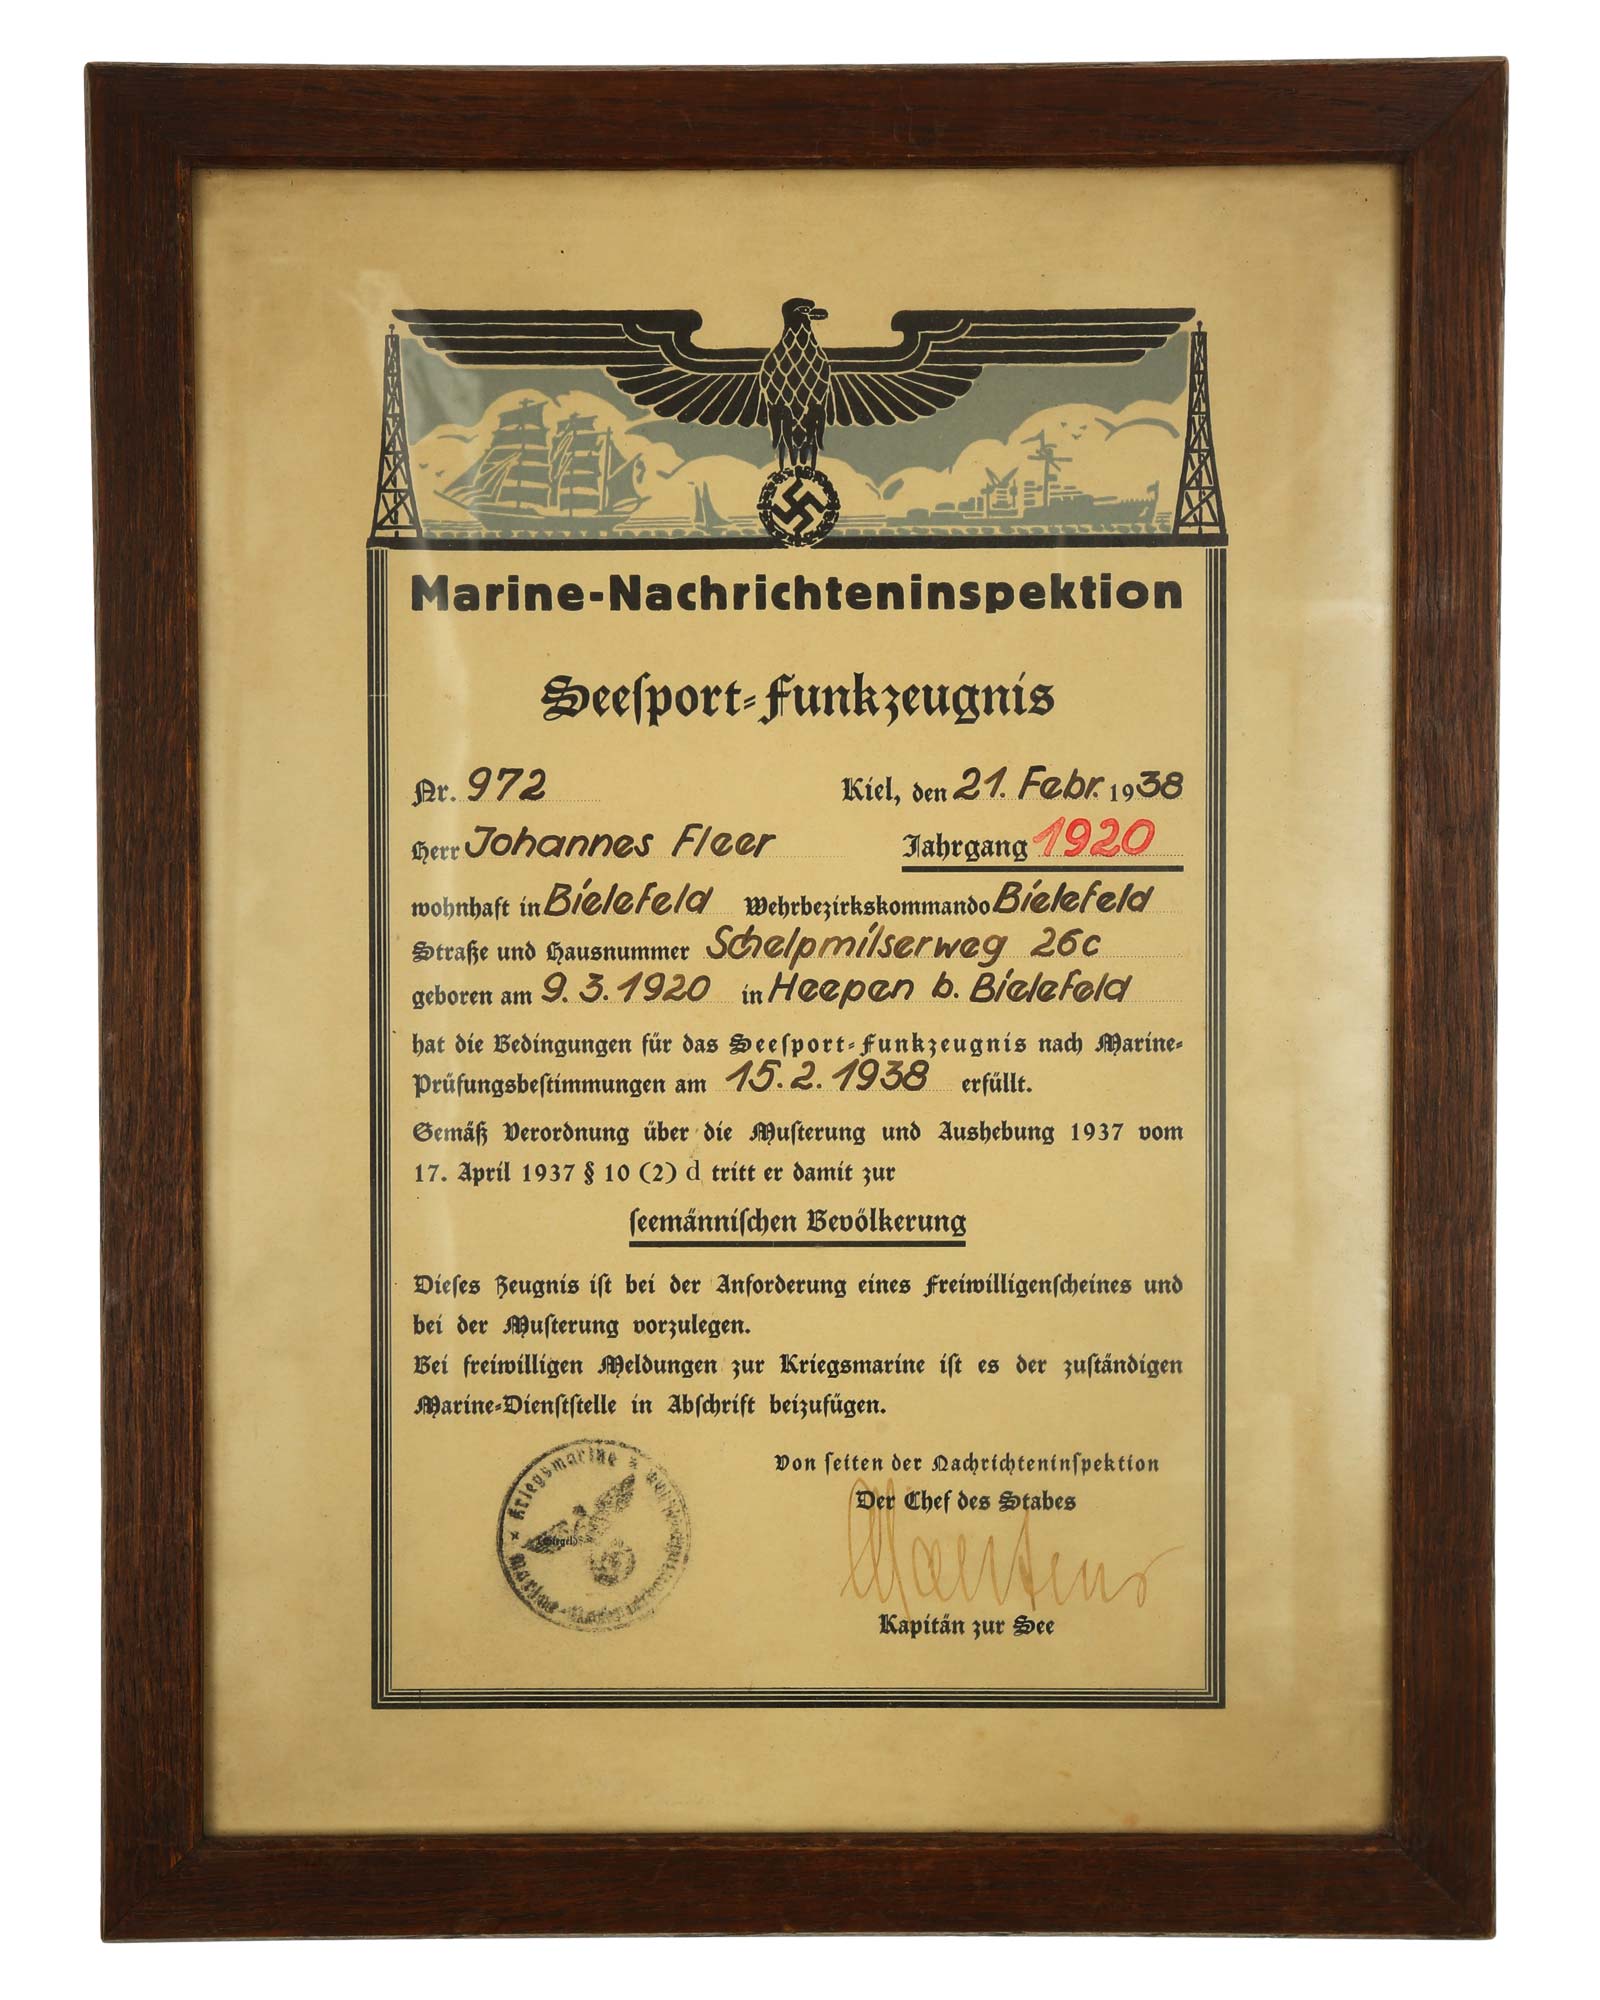 Marine-Nachrichteninspektion
Seeſport-Funkzeugnis
Nr. 972 Kiel, den 21. Febr. 1938
Herr Johannes Fleer Jahrgang 1920
wohnhaft in Bielefeld Wehrbezirkskommando Bielefeld
Straße und Hausnummer Schelpmilserweg 26c
geboren am 9. 3. 1920 in Heepen b. Bielefeld
hat die Bedingungen für das Seeſport-Funkzeugnis nach Marine-
Prüfungsbeſtimmungen am 15. 2. 1938 erfüllt.
Gemäß Verordnung über die Muſterung und Aushebung 1937 vom
17. April 1937 § 10 (2) d tritt er damit zur
ſeemänniſchen Bevölkerung
Dieſes Zeugnis iſt bei der Anforderung eines Freiwilligenſcheines und
bei der Muſterung vorzulegen.
Bei freiwilligen Meldungen zur Kriegsmarine iſt es der zuſtändigen
Marine-Dienſtſtelle in Abſchrift beizufügen.
Von ſeiten der Nachrichteninſpektion
Der Chef des Stabes
Maertens
Kapitän zur See
Kriegsmarine
(Siegel)
Marine-Nachrichteninspektion